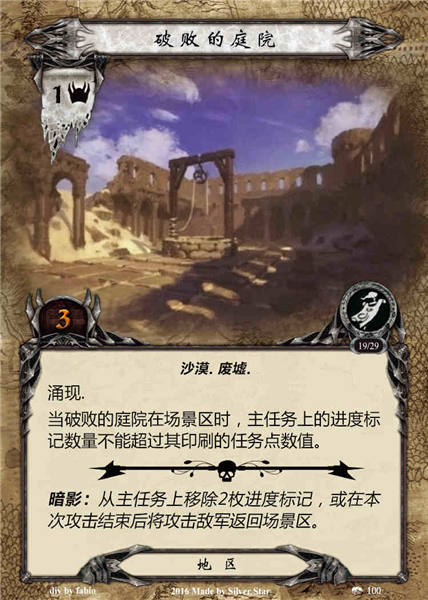 破败的庭院
1
3
19/29
沙漠. 废墟.
涌现.
当破败的庭院在场景区时，主任务上的进度标
记数量不能超过其印刷的任务点数值。
暗影：从主任务上移除2枚进度标记，或在本
次攻击结束后将攻击敌军返回场景区。
地区
diy by fabio
2016 Made by Silver.Star
100